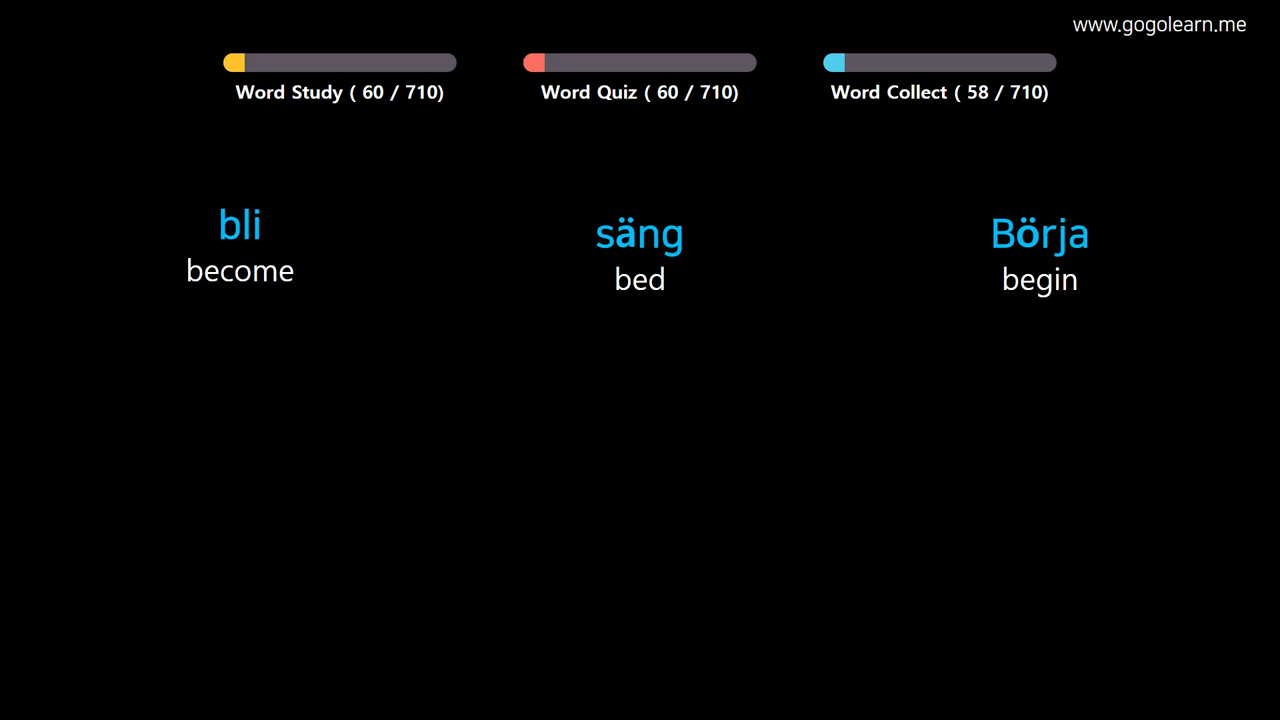 www.gogolearn.me
Word Study ( 60 / 710)
Word Quiz ( 60 / 710)
Word Collect ( 58 / 710)
bli
become
säng
bed
Börja
begin